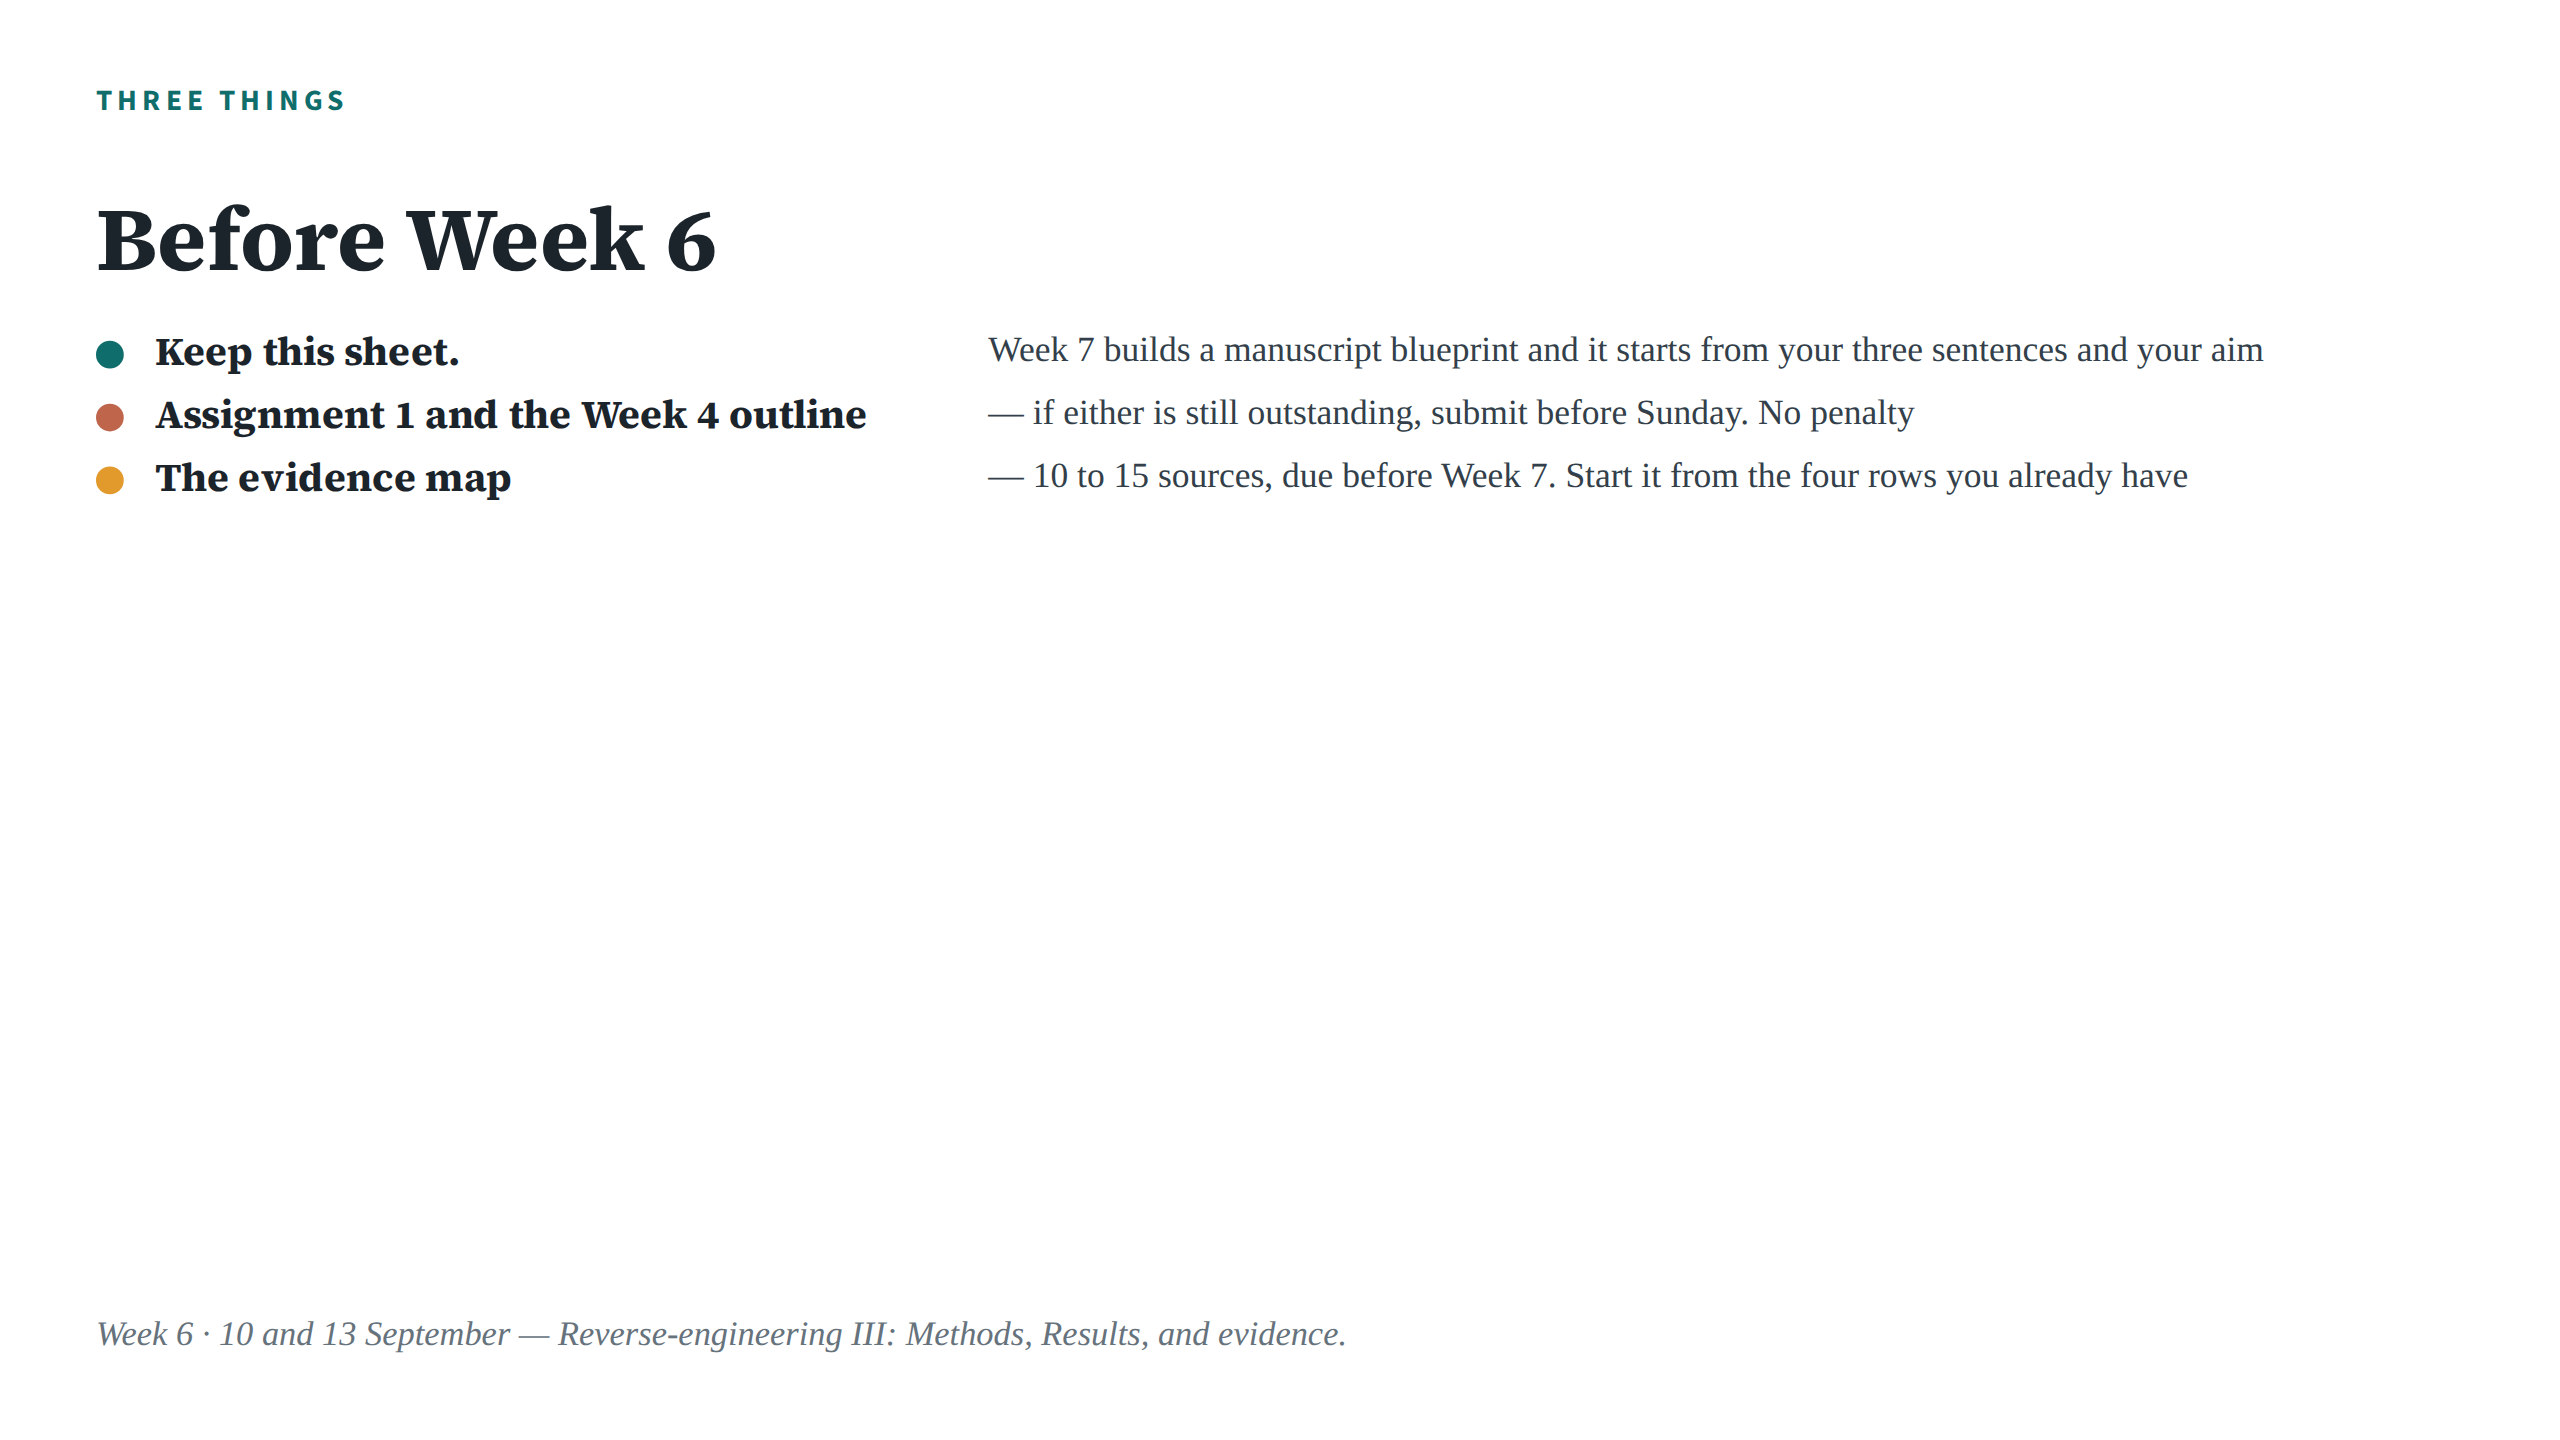 THREE THINGS
Before Week 6
Keep this sheet. Week 7 builds a manuscript blueprint and it starts from your three sentences and your aim
Assignment 1 and the Week 4 outline — if either is still outstanding, submit before Sunday. No penalty
The evidence map — 10 to 15 sources, due before Week 7. Start it from the four rows you already have
Week 6 · 10 and 13 September — Reverse-engineering III: Methods, Results, and evidence.